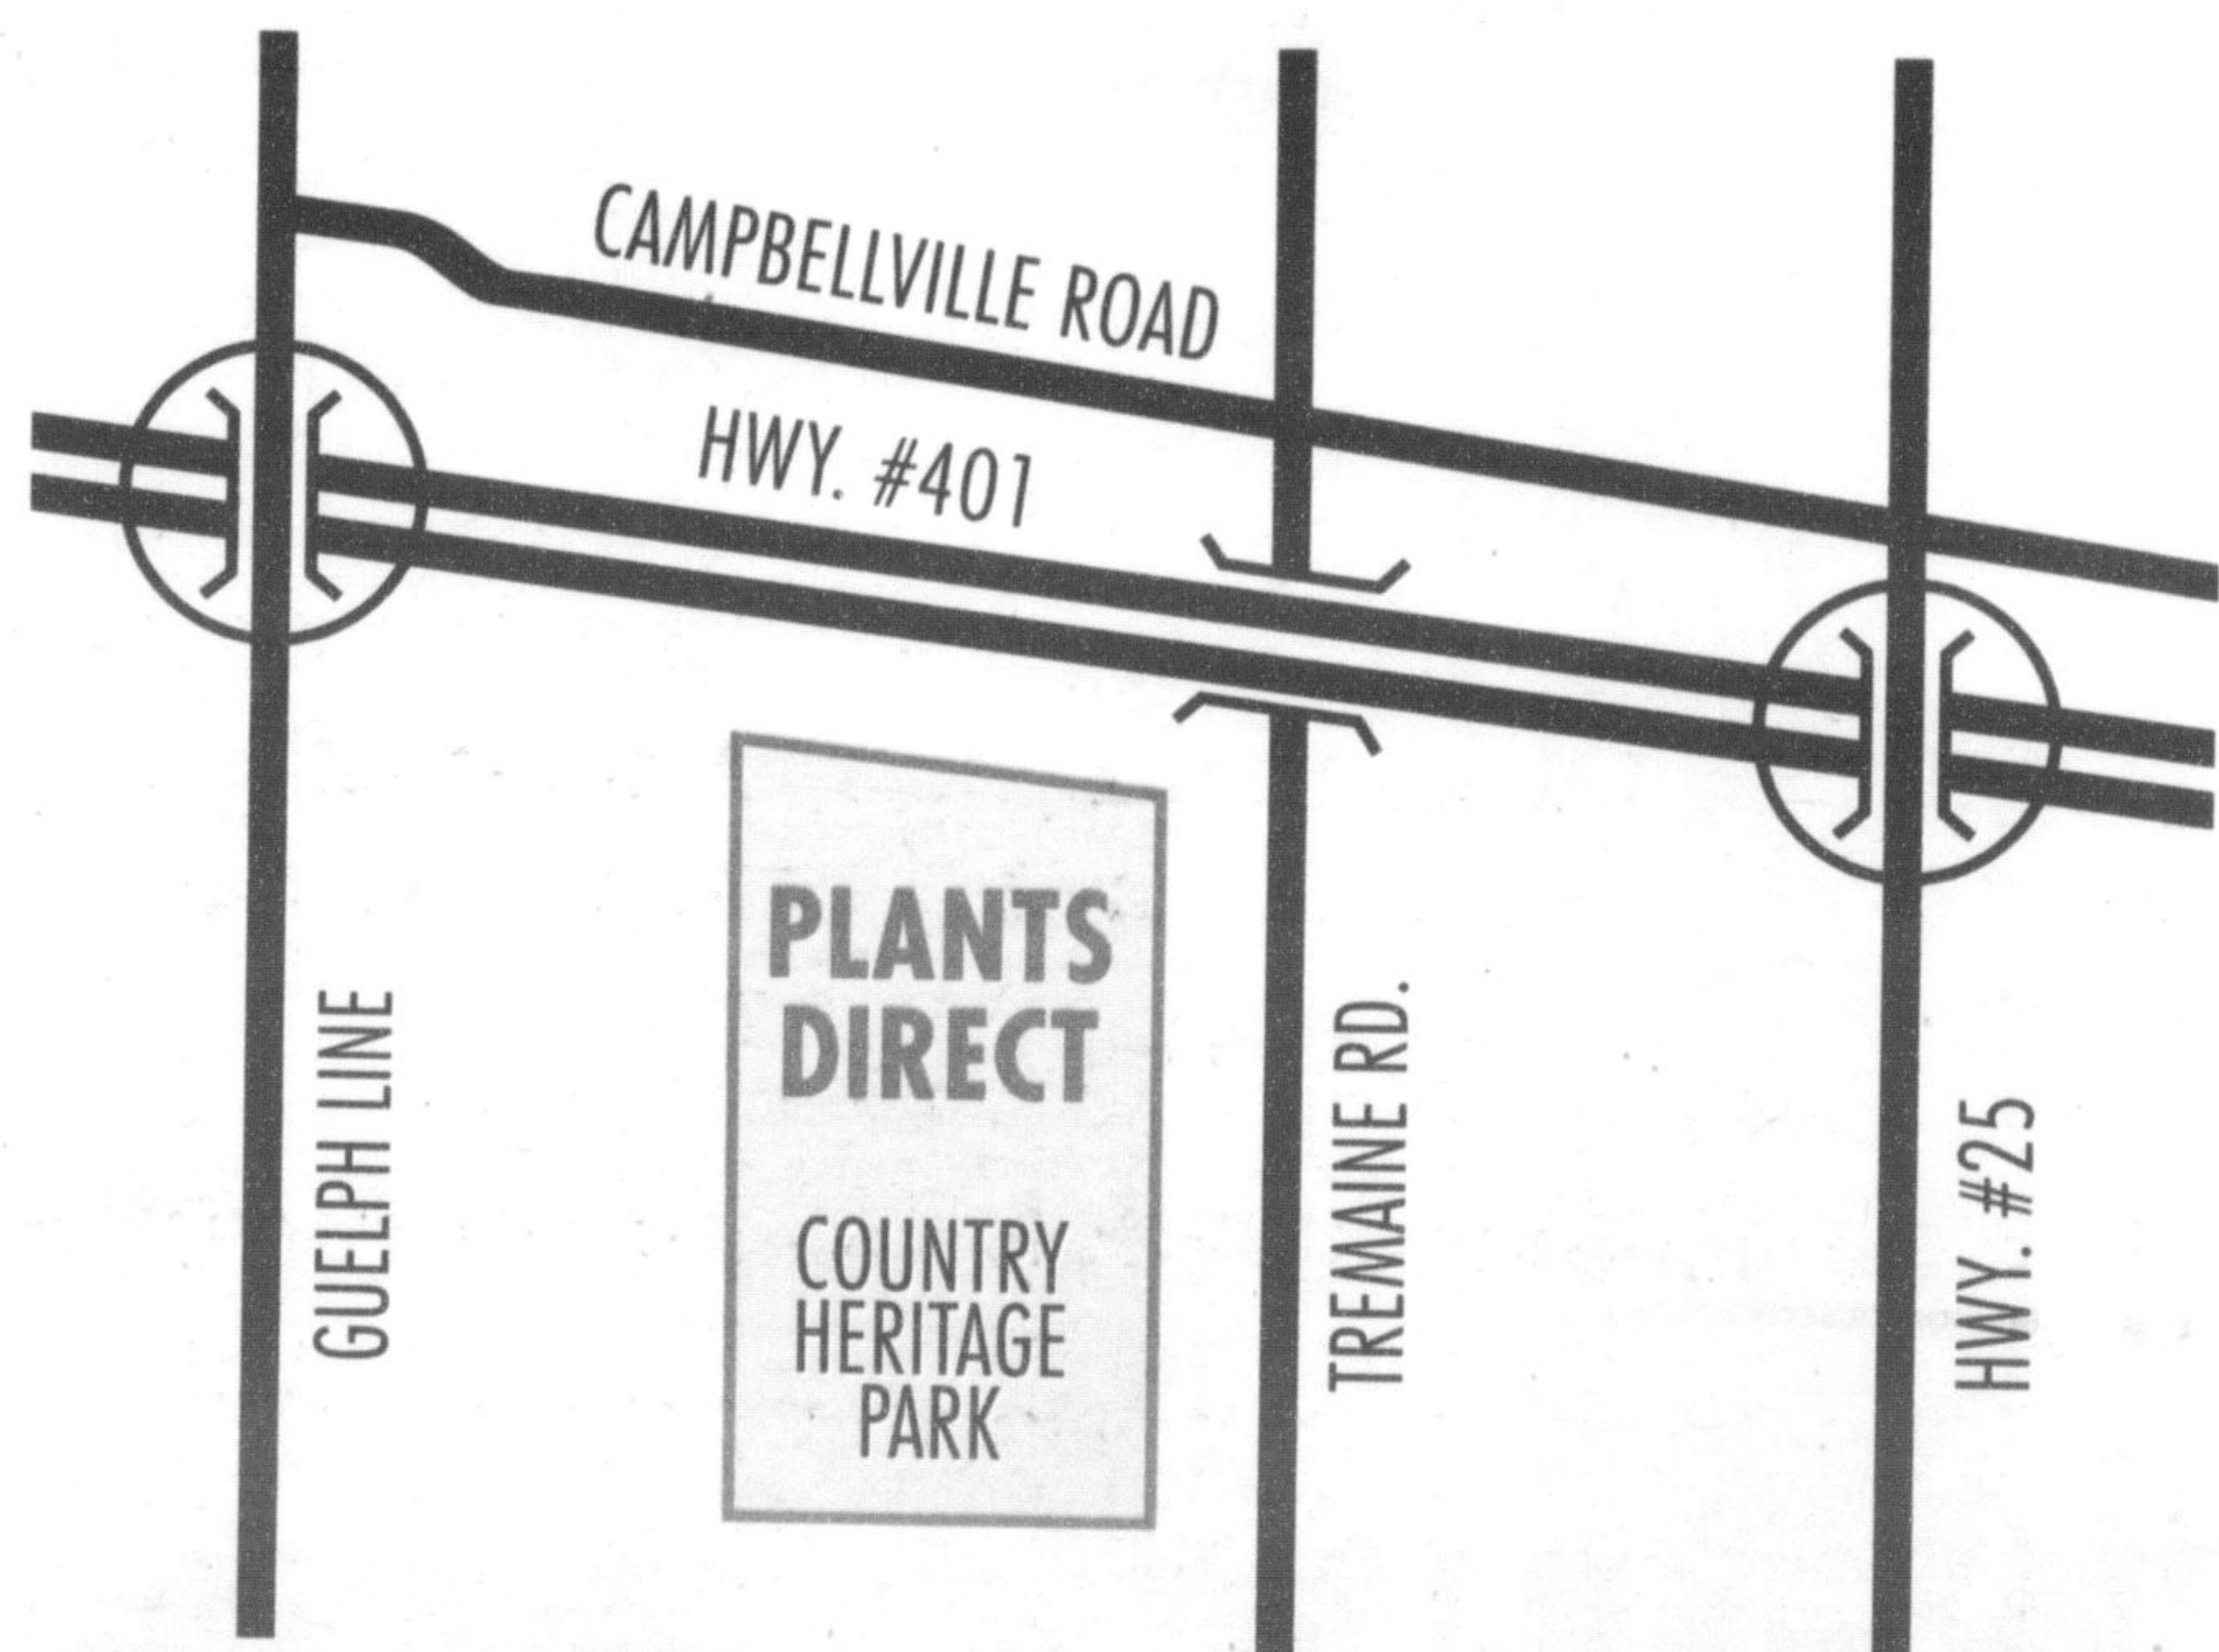 CAMPBELLVILLE ROAD
HWY. #401
PLANTS
DIRECT
COUNTRY
HERITAGE
PARK
GUELPH LINE
TREMAINE RD.
HWY. #25